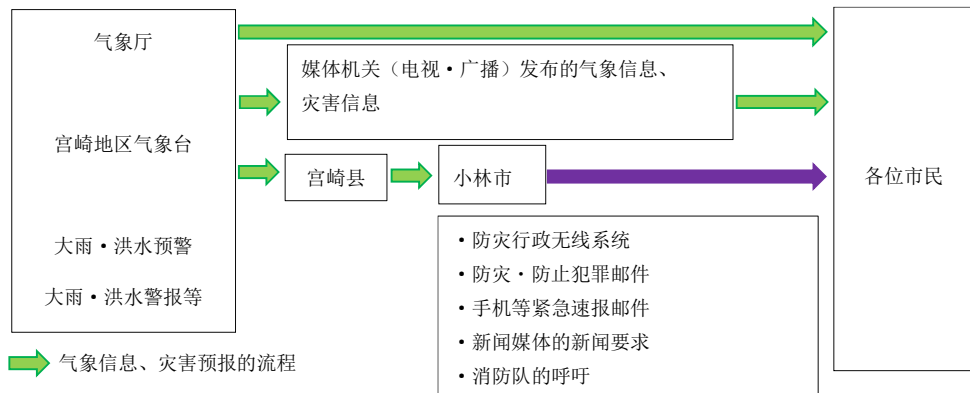 气象厅
宫崎地区气象台
大雨・洪水预警
大雨・洪水警报等
媒体机关（电视・广播）发布的气象信息、
灾害信息
宫崎县
小林市
各位市民
・防灾行政无线系统
・防灾・防止犯罪邮件
・手机等紧急速报邮件
・新闻媒体的新闻要求
・消防队的呼吁
气象信息、灾害预报的流程